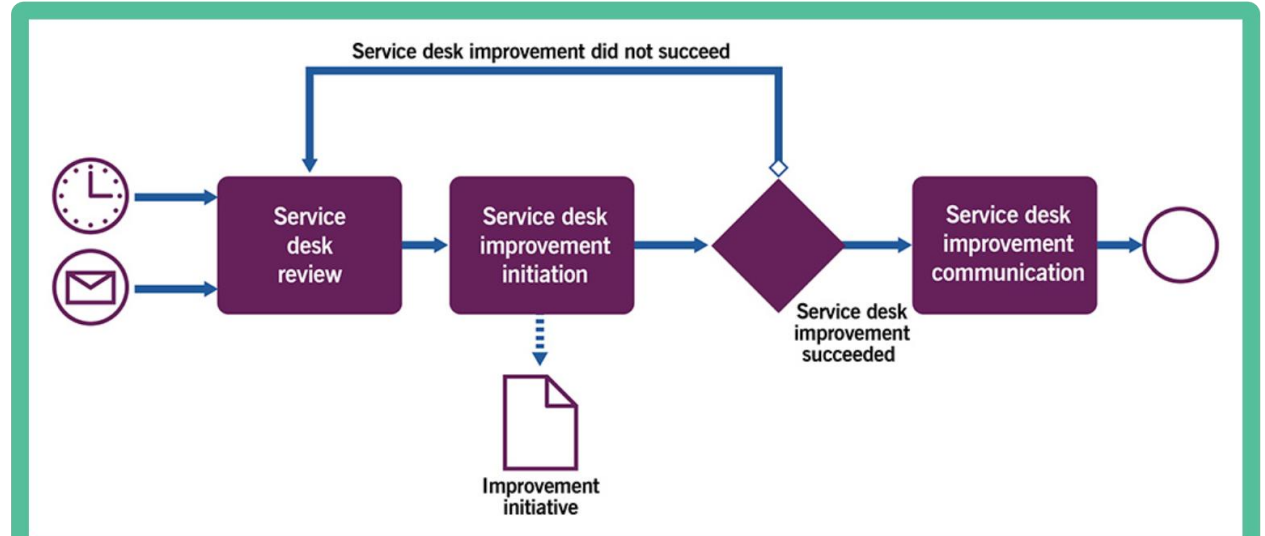 Service desk improvement did not succeed
Service
desk
review
Service desk
improvement
initiation
Service desk
improvement
succeeded
Service desk
improvement
communication
Improvement
initiative